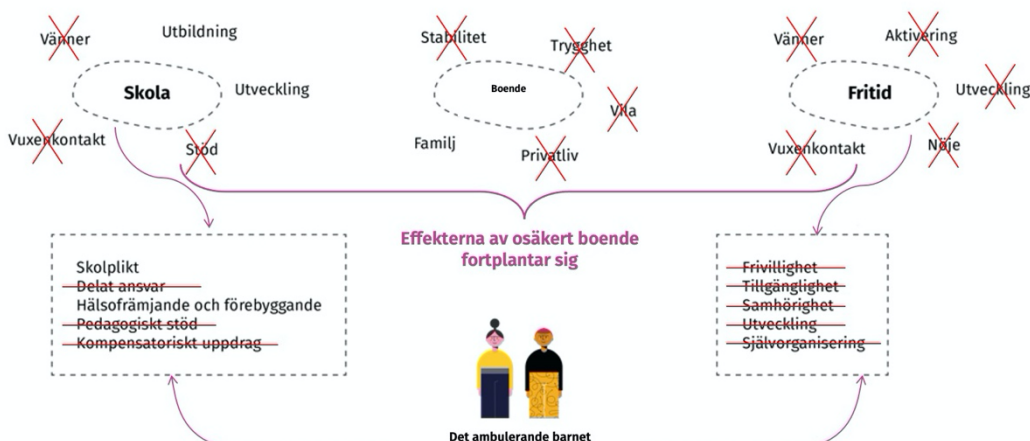 Vänner
Utbildning
Skola
Utveckling
Vuxenkontakt
Stöd
Stabilitet
Trygghet
Boende
Vila
Familj
Privatliv
Vänner
Aktivering
Fritid
Utveckling
Vuxenkontakt
Nöje
Effekterna av osäkert boende
fortplantar sig
Skolplikt
Delat ansvar
Hälsofrämjande och förebyggande
Pedagogiskt stöd
Kompensatoriskt uppdrag
Frivillighet
Tillgänglighet
Samhörighet
Utveckling
Självorganisering
Det ambulerande barnet